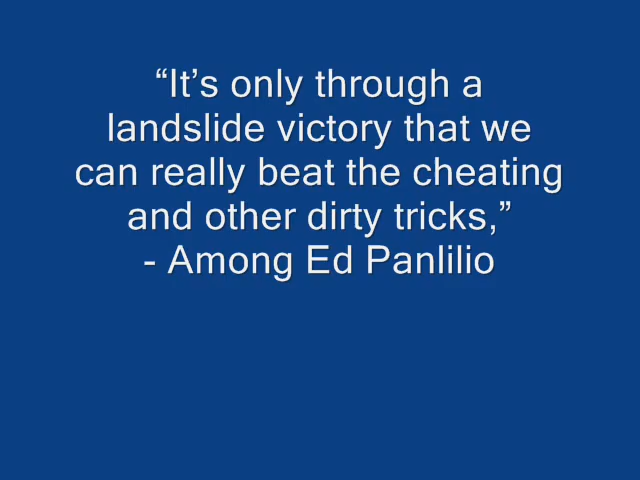 “It’s only through a
landslide victory that we
can really beat the cheating
and other dirty tricks,”
- Among Ed Panlilio